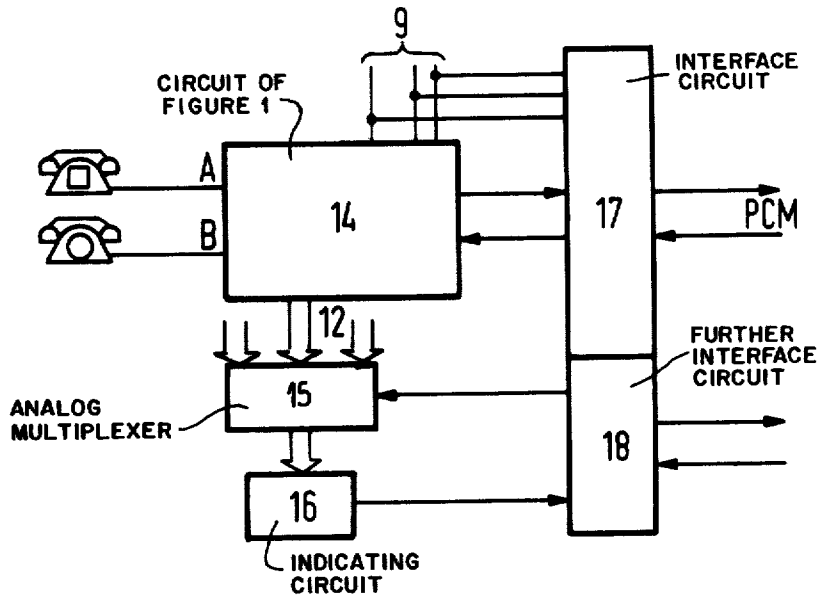 9
CIRCUIT OF
FIGURE 1
INTERFACE
CIRCUIT
A
B
14
17
PCM
12
FURTHER
INTERFACE
CIRCUIT
15
ANALOG
MULTIPLEXER
18
16
INDICATING
CIRCUIT